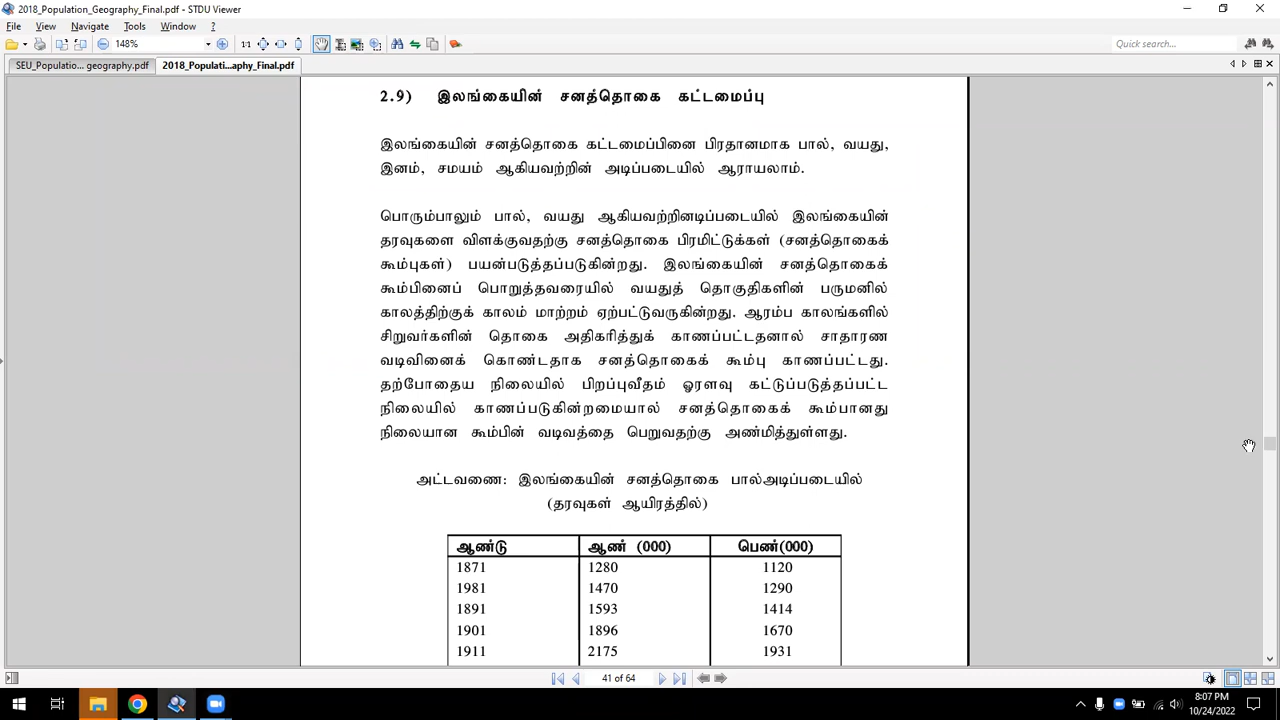 2018_Population_Geography_Final.pdf - STDU Viewer
File View Navigate Tools Window ?
148% 1:1 Quick search...
SEU_Populatio... geography.pdf 2018_Populati...aphy_Final.pdf
2.9) இலங்கையின் சனத்தொகை கட்டமைப்பு
இலங்கையின் சனத்தொகை கட்டமைப்பினை பிரதானமாக பால், வயது,
இனம், சமயம் ஆகியவற்றின் அடிப்படையில் ஆராயலாம்.
பொரும்பாலும் பால், வயது ஆகியவற்றினடிப்படையில் இலங்கையின்
தரவுகளை விளக்குவதற்கு சனத்தொகை பிரமிட்டுக்கள் (சனத்தொகைக்
கூம்புகள்) பயன்படுத்தப்படுகின்றது. இலங்கையின் சனத்தொகைக்
கூம்பினைப் பொறுத்தவரையில் வயதுத் தொகுதிகளின் பருமனில்
காலத்திற்குக் காலம் மாற்றம் ஏற்பட்டுவருகின்றது. ஆரம்ப காலங்களில்
சிறுவர்களின் தொகை அதிகரித்துக் காணப்பட்டதனால் சாதாரண
வடிவினைக் கொண்டதாக சனத்தொகைக் கூம்பு காணப்பட்டது.
தற்போதைய நிலையில் பிறப்புவீதம் ஓரளவு கட்டுப்படுத்தப்பட்ட
நிலையில் காணப்படுகின்றமையால் சனத்தொகைக் கூம்பானது
நிலையான கூம்பின் வடிவத்தை பெறுவதற்கு அண்மித்துள்ளது.
அட்டவணை: இலங்கையின் சனத்தொகை பால்அடிப்படையில்
(தரவுகள் ஆயிரத்தில்)
ஆண்டு ஆண் (000) பெண்(000)
1871 1280 1120
1981 1470 1290
1891 1593 1414
1901 1896 1670
1911 2175 1931
41 of 64
8:07 PM
10/24/2022